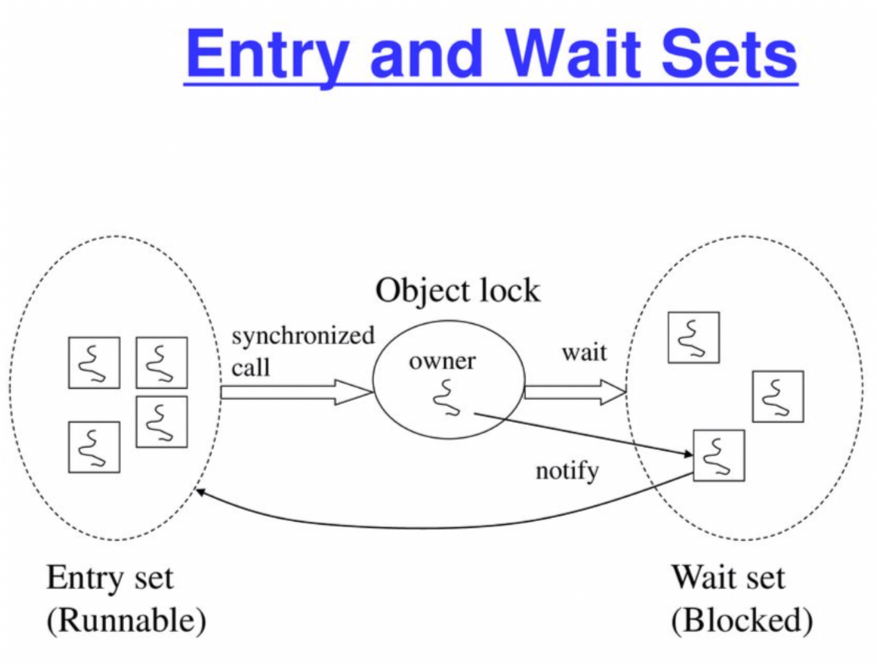 Entry and Wait Sets
Object lock
synchronized
call
owner
wait
notify
Entry set
(Runnable)
Wait set
(Blocked)